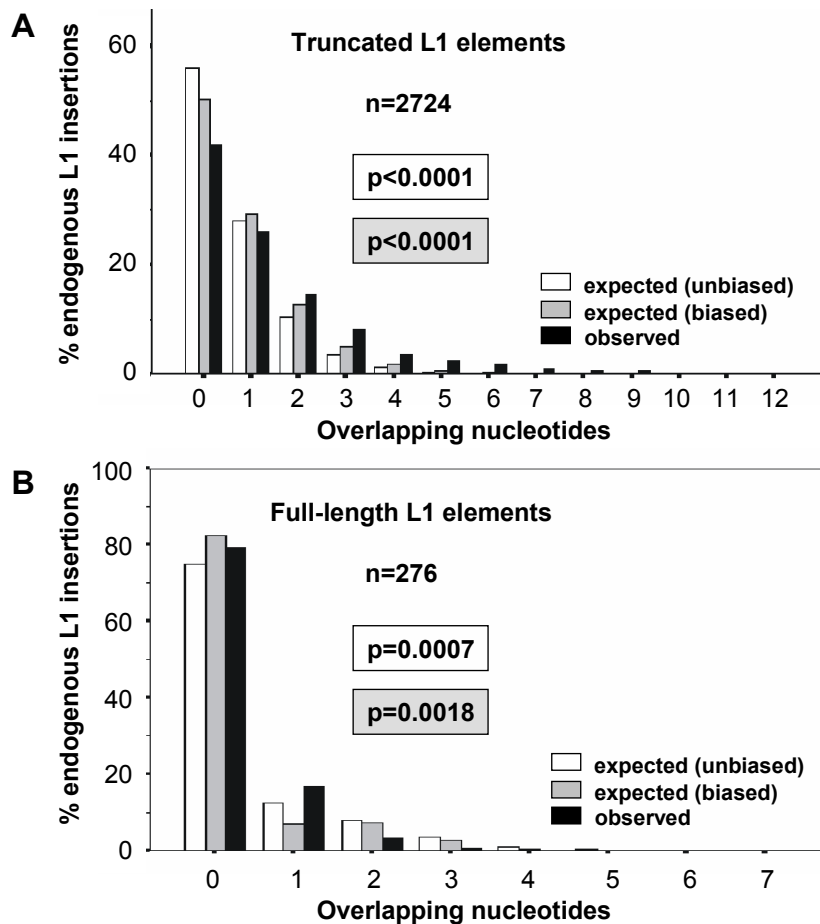 A
Truncated L1 elements
n=2724
p<0.0001
p<0.0001
% endogenous L1 insertions
60
40
20
0
expected (unbiased)
expected (biased)
observed
0 1 2 3 4 5 6 7 8 9 10 11 12
Overlapping nucleotides
B
Full-length L1 elements
n=276
p=0.0007
p=0.0018
% endogenous L1 insertions
100
80
60
40
20
0
expected (unbiased)
expected (biased)
observed
0 1 2 3 4 5 6 7
Overlapping nucleotides